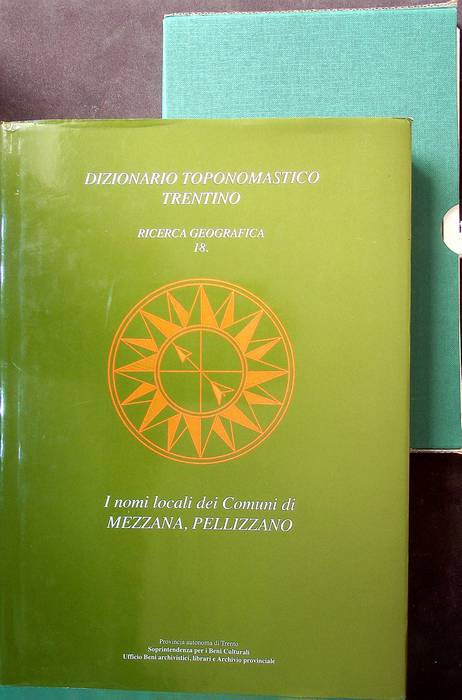 DIZIONARIO TOPONOMASTICO
TRENTINO
RICERCA GEOGRAFICA
18.
I nomi locali dei Comuni di
MEZZANA, PELLIZZANO
Provincia autonoma di Trento
Soprintendenza per i Beni Culturali
Ufficio Beni archivistici, librari e Archivio provinciale